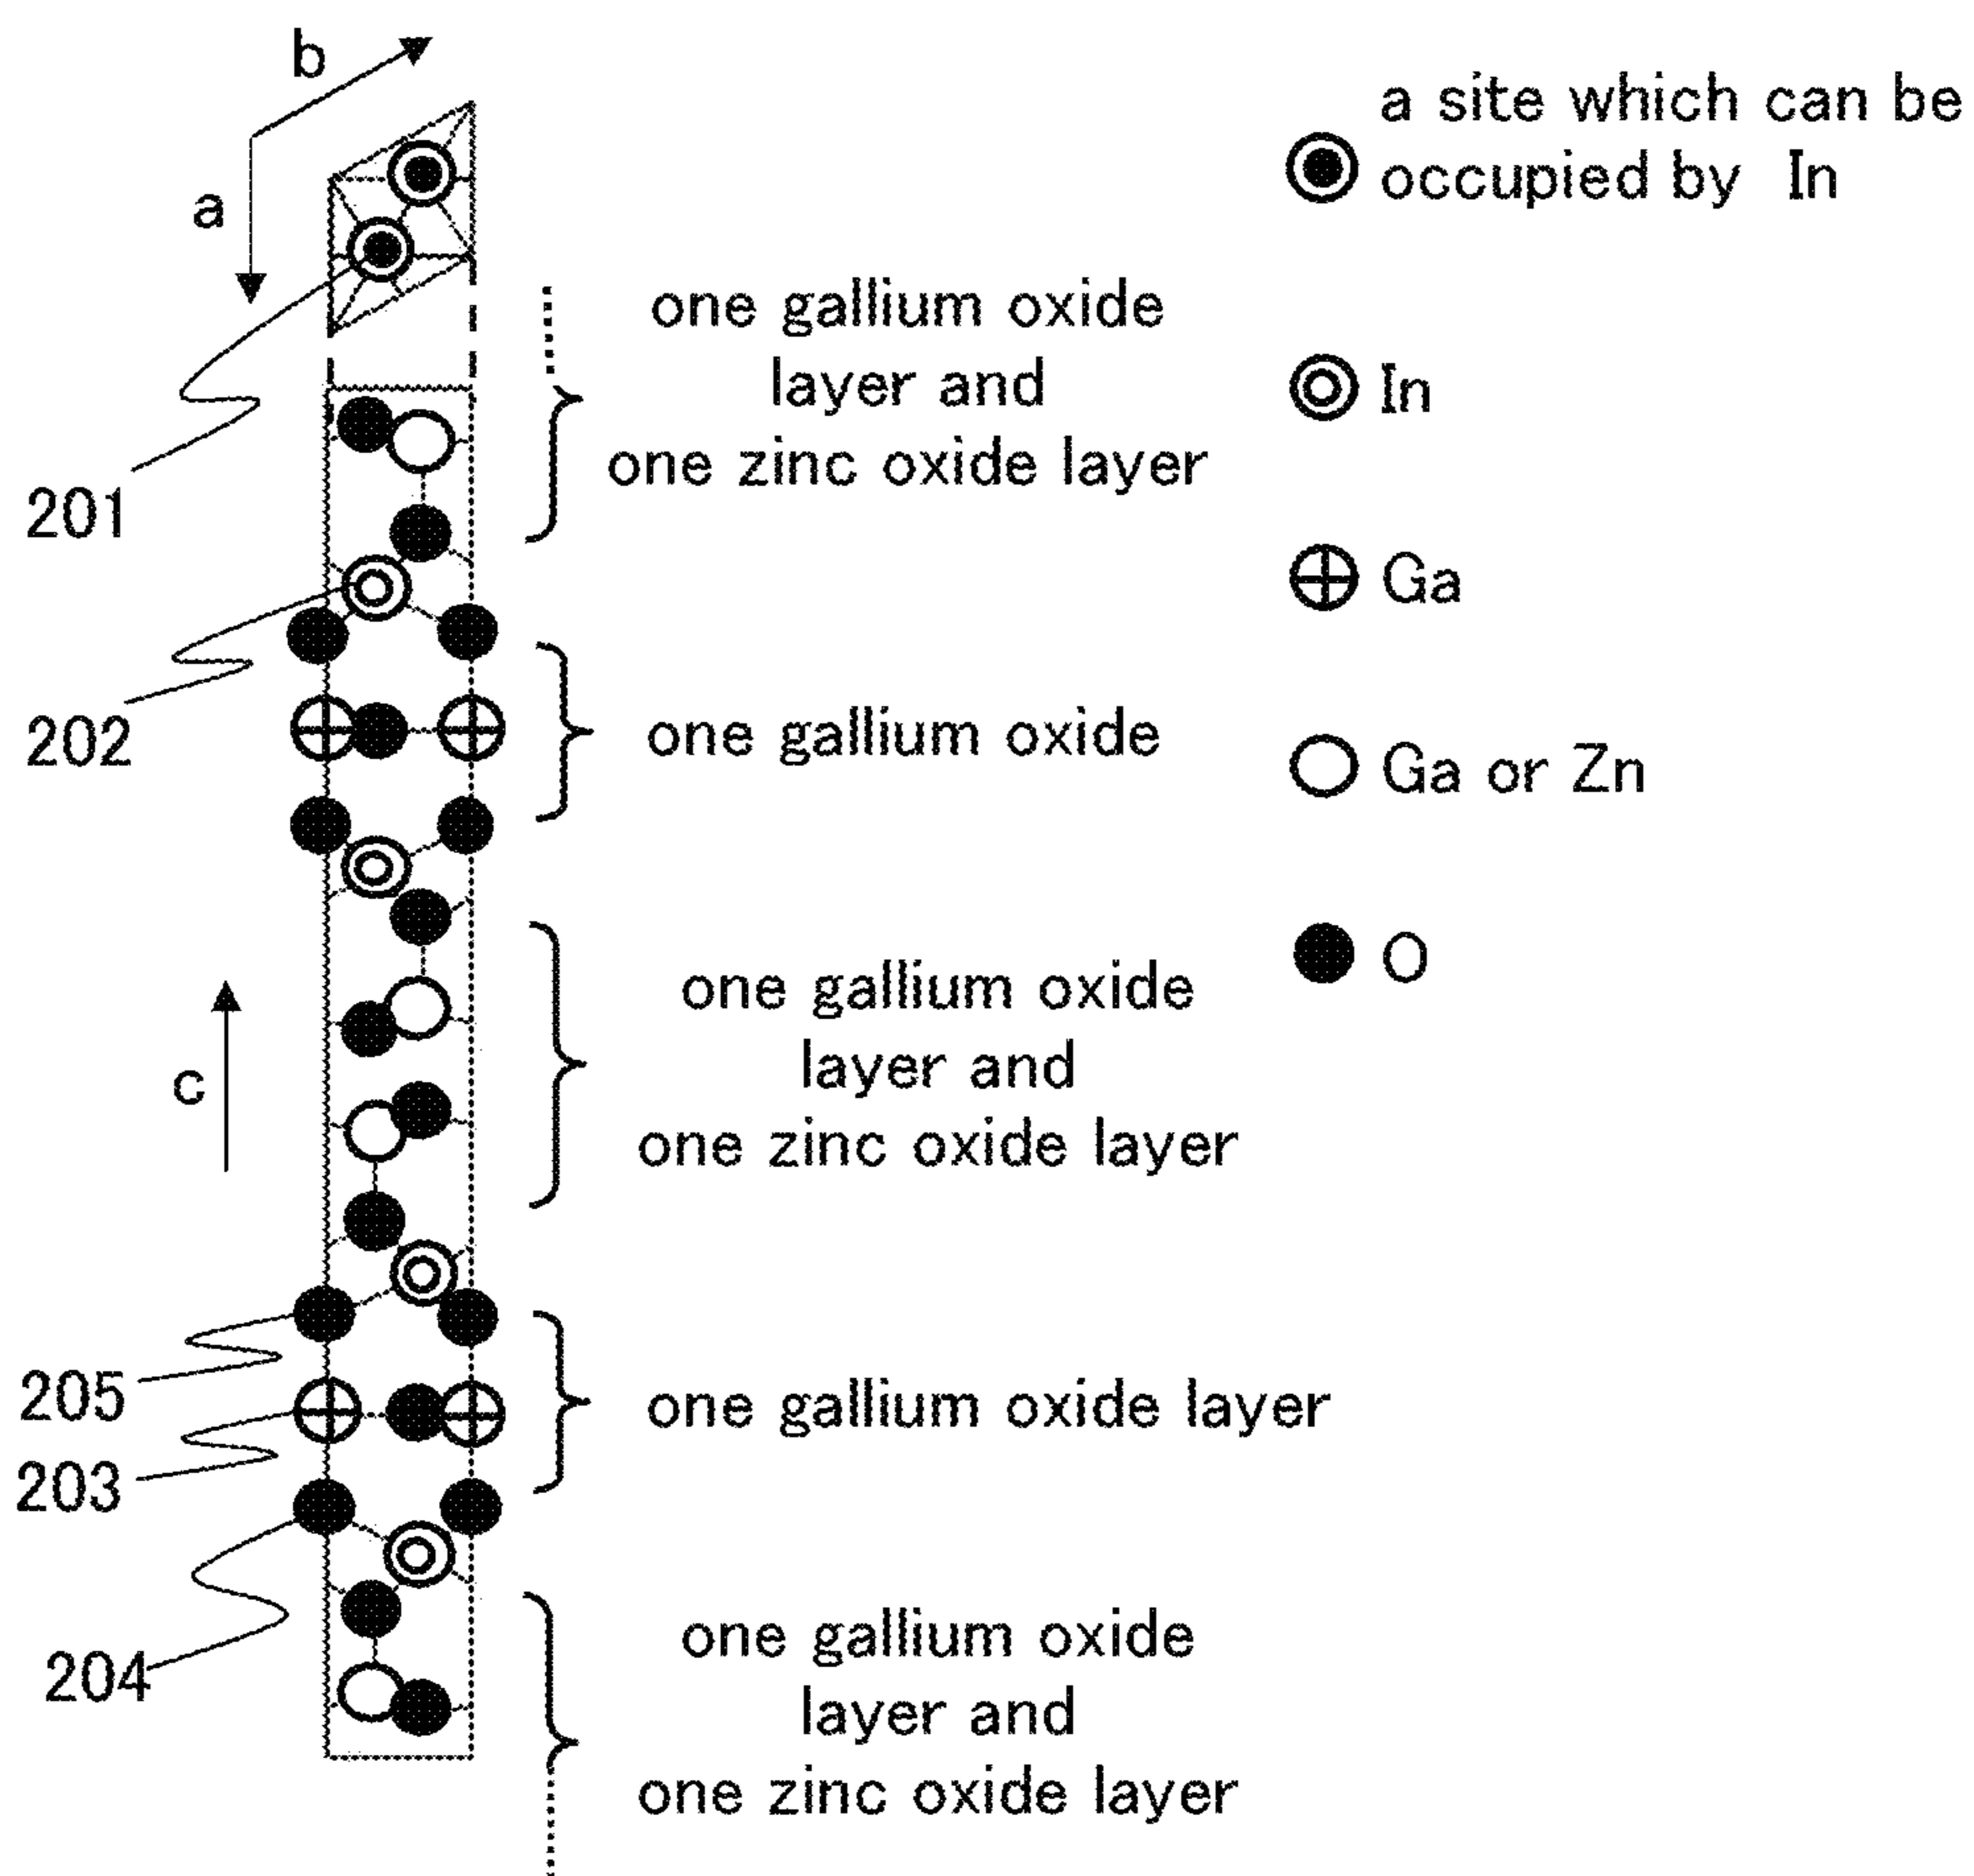 b
a
a site which can be
occupied by In
one gallium oxide
layer and
one zinc oxide layer
In
201
Ga
202
one gallium oxide
Ga or Zn
O
c
one gallium oxide
layer and
one zinc oxide layer
205
one gallium oxide layer
203
204
one gallium oxide
layer and
one zinc oxide layer